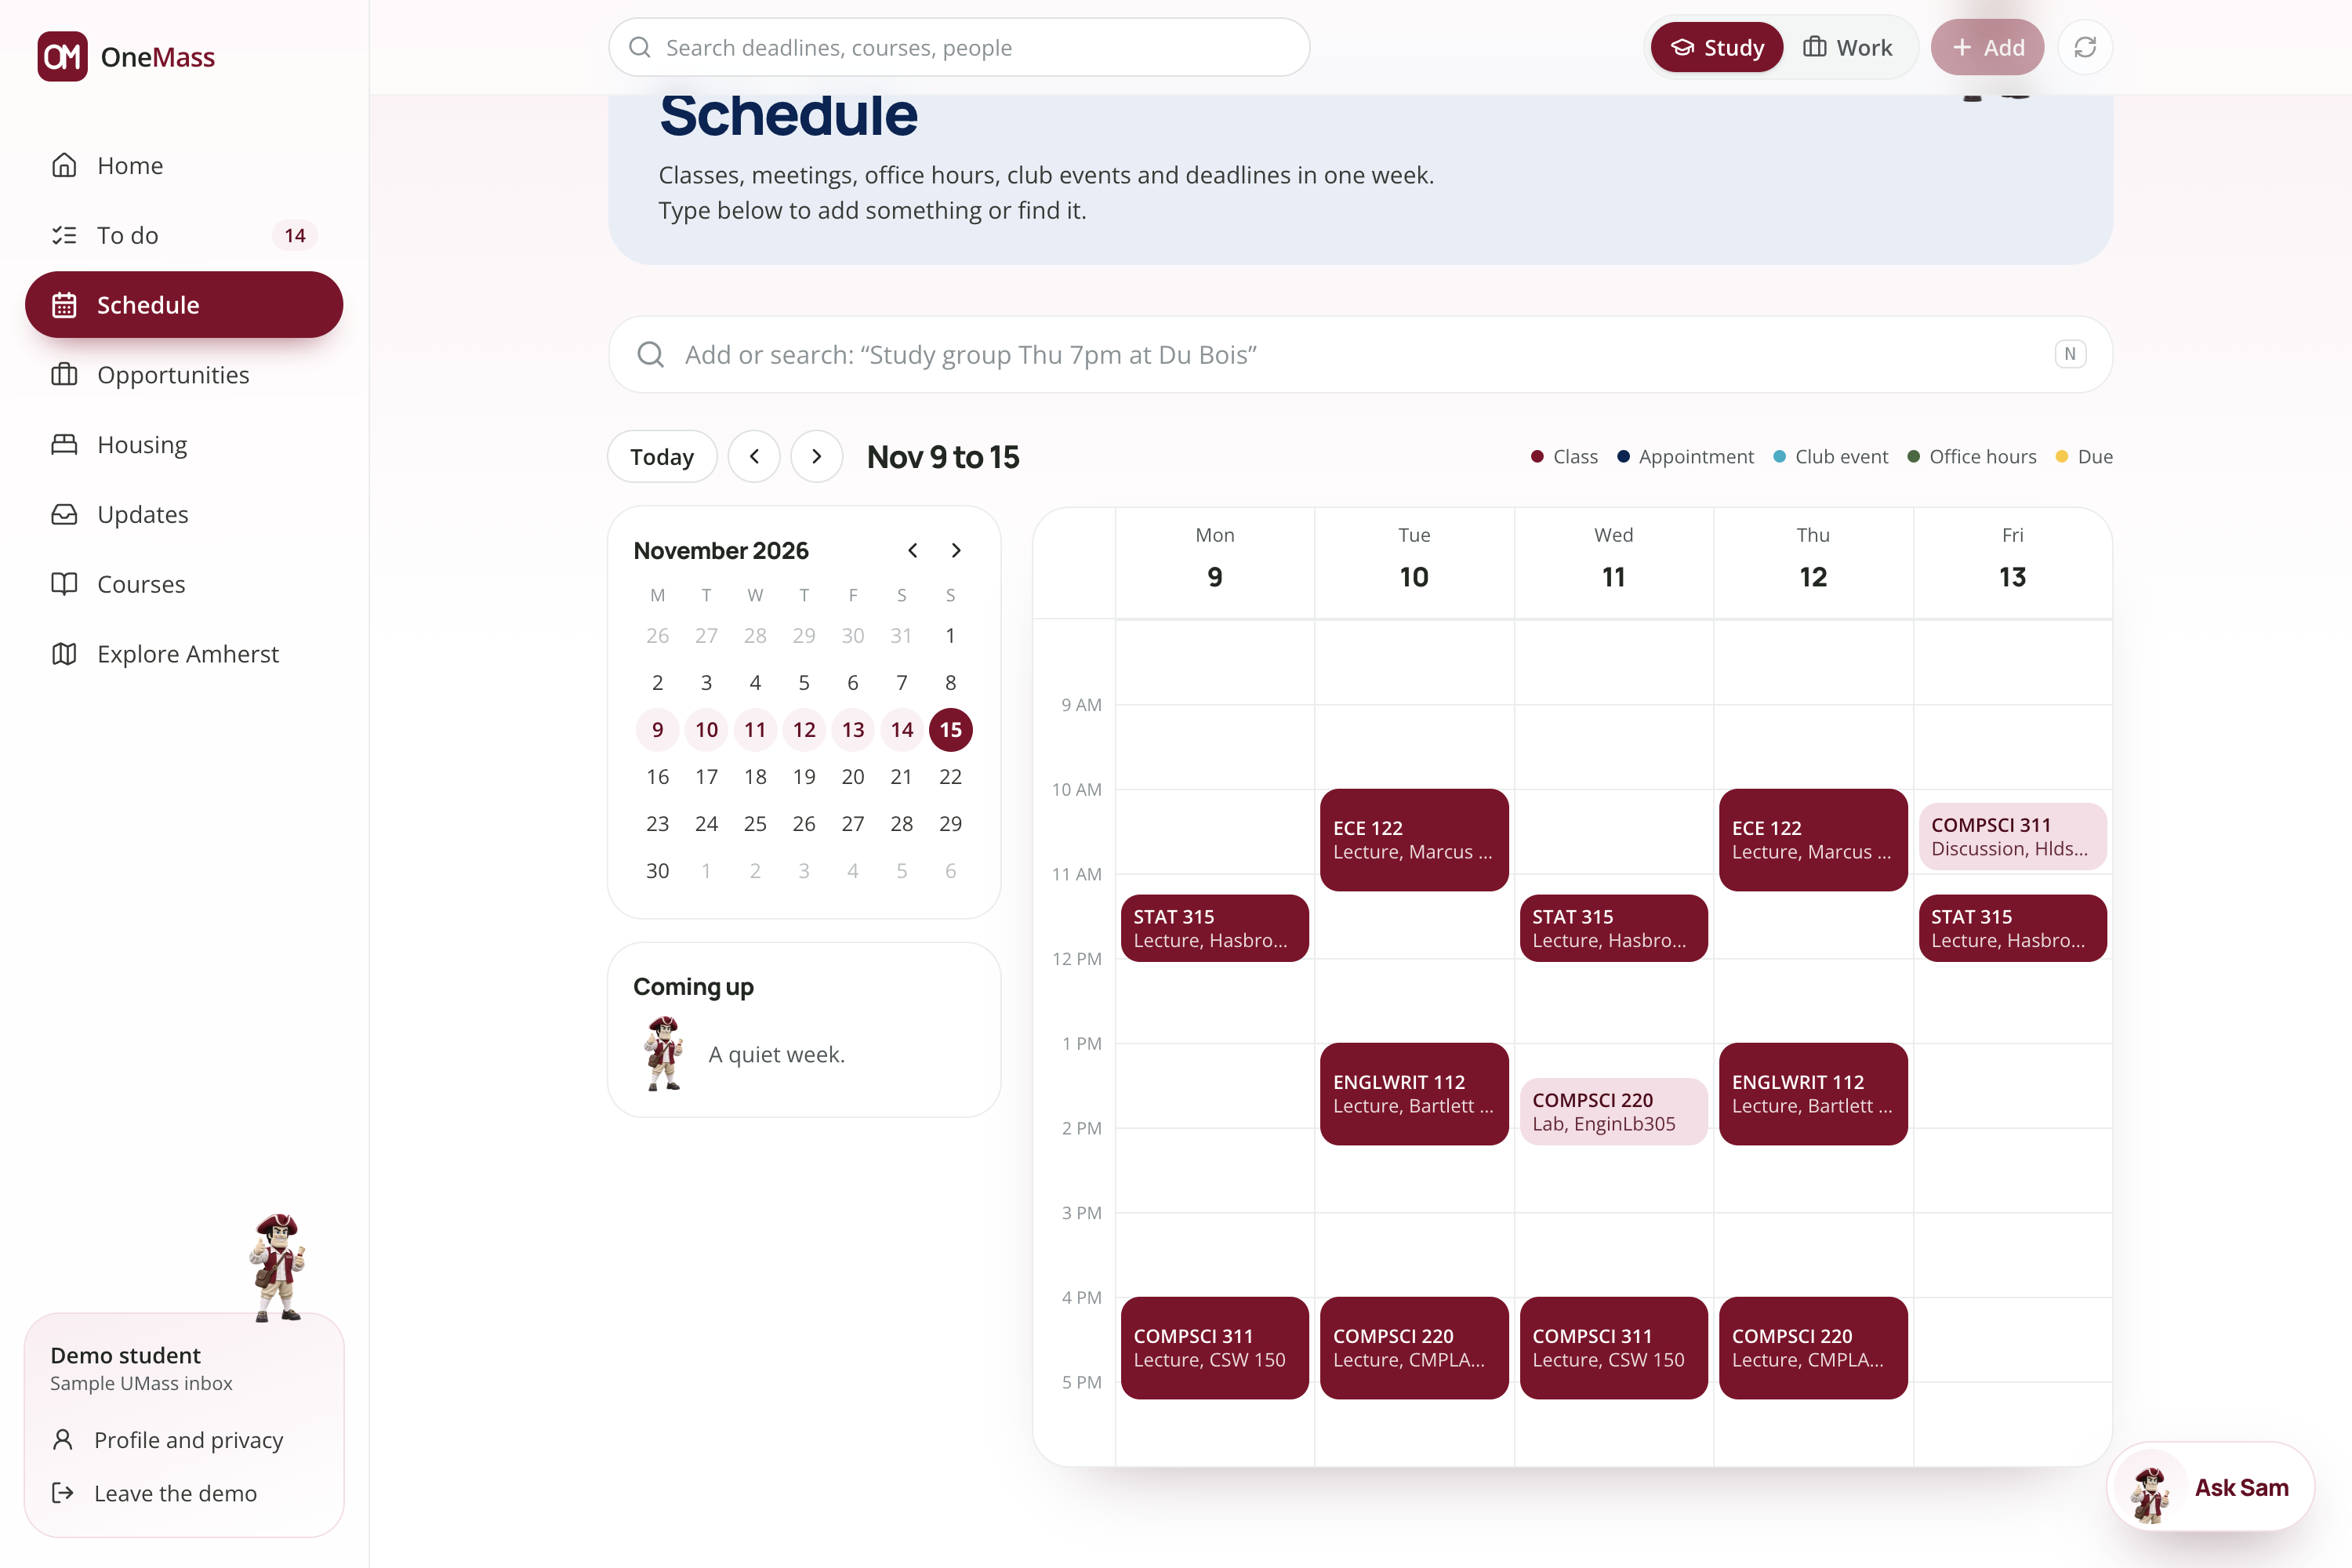 OM OneMass
Search deadlines, courses, people
Study
Work
Add
Home
To do 14
Schedule
Opportunities
Housing
Updates
Courses
Explore Amherst
Schedule
Classes, meetings, office hours, club events and deadlines in one week.
Type below to add something or find it.
Add or search: “Study group Thu 7pm at Du Bois” N
Today
Nov 9 to 15
Class Appointment Club event Office hours Due
November 2026
M T W T F S S
26 27 28 29 30 31 1
2 3 4 5 6 7 8
9 10 11 12 13 14 15
16 17 18 19 20 21 22
23 24 25 26 27 28 29
30 1 2 3 4 5 6
Coming up
A quiet week.
Mon Tue Wed Thu Fri
9 10 11 12 13
9 AM
10 AM
ECE 122
Lecture, Marcus ...
ECE 122
Lecture, Marcus ...
COMPSCI 311
Discussion, Hlds...
11 AM
STAT 315
Lecture, Hasbro...
STAT 315
Lecture, Hasbro...
STAT 315
Lecture, Hasbro...
12 PM
1 PM
ENGLWRIT 112
Lecture, Bartlett ...
COMPSCI 220
Lab, EnginLb305
ENGLWRIT 112
Lecture, Bartlett ...
2 PM
3 PM
4 PM
COMPSCI 311
Lecture, CSW 150
COMPSCI 220
Lecture, CMPLA...
COMPSCI 311
Lecture, CSW 150
COMPSCI 220
Lecture, CMPLA...
5 PM
Demo student
Sample UMass inbox
Profile and privacy
Leave the demo
Ask Sam